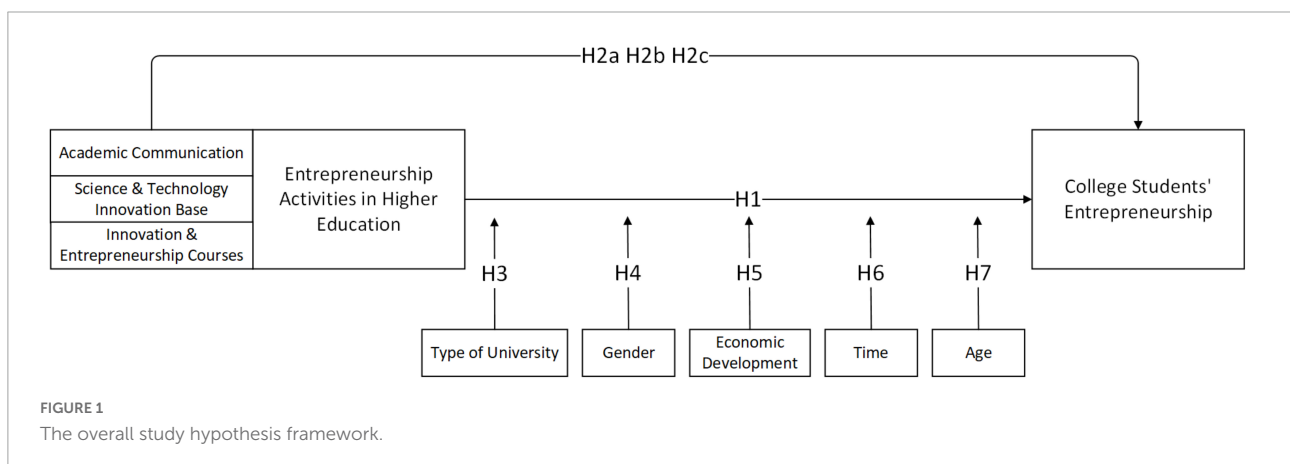 H2a H2b H2c
Academic Communication
Science & Technology
Innovation Base
Innovation &
Entrepreneurship Courses
Entrepreneurship
Activities in Higher
Education
H1
College Students'
Entrepreneurship
H3
H4
H5
H6
H7
Type of University
Gender
Economic
Development
Time
Age
FIGURE 1
The overall study hypothesis framework.